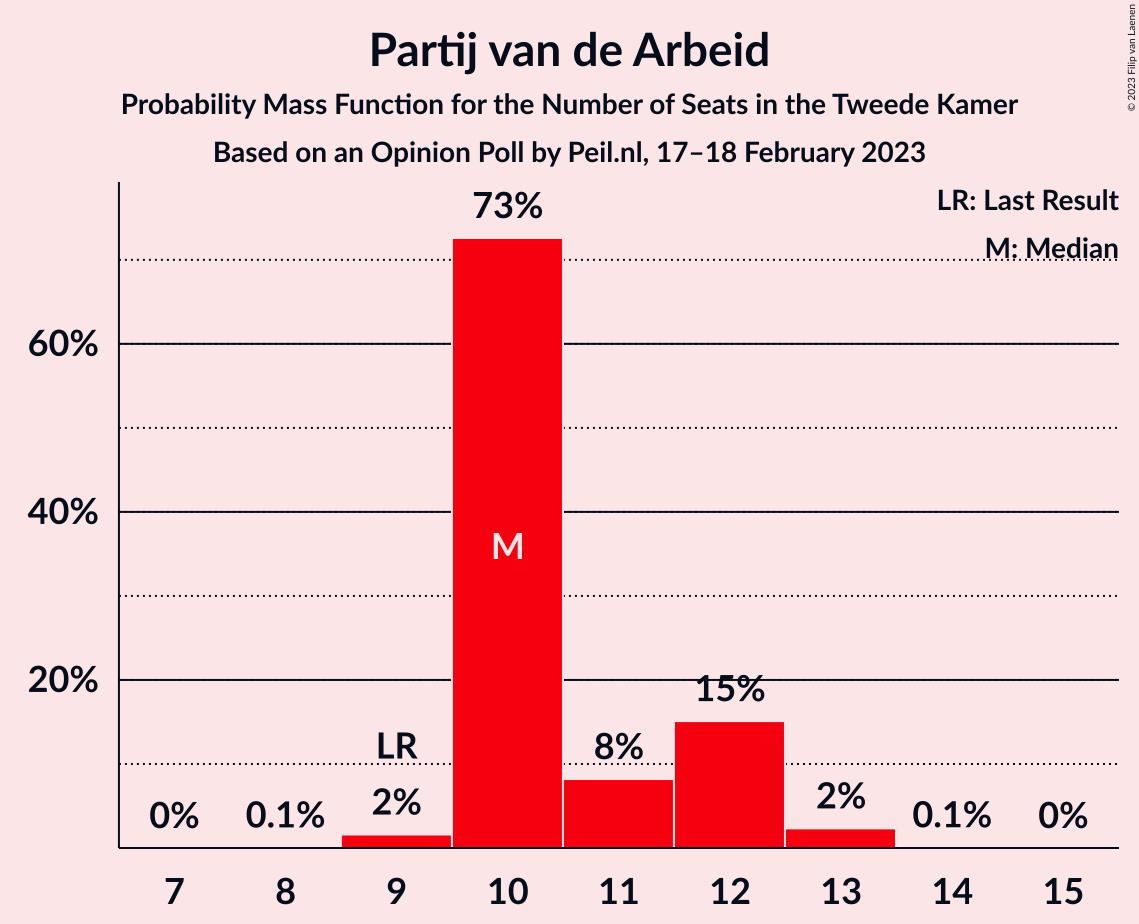 Partij van de Arbeid
Probability Mass Function for the Number of Seats in the Tweede Kamer
Based on an Opinion Poll by Peil.nl, 17–18 February 2023
© 2023 Filip van Laenen
LR: Last Result
M: Median
73%
60%
40%
M
20%
15%
LR
8%
0%
0.1%
2%
2%
0.1%
0%
7
8
9
10
11
12
13
14
15